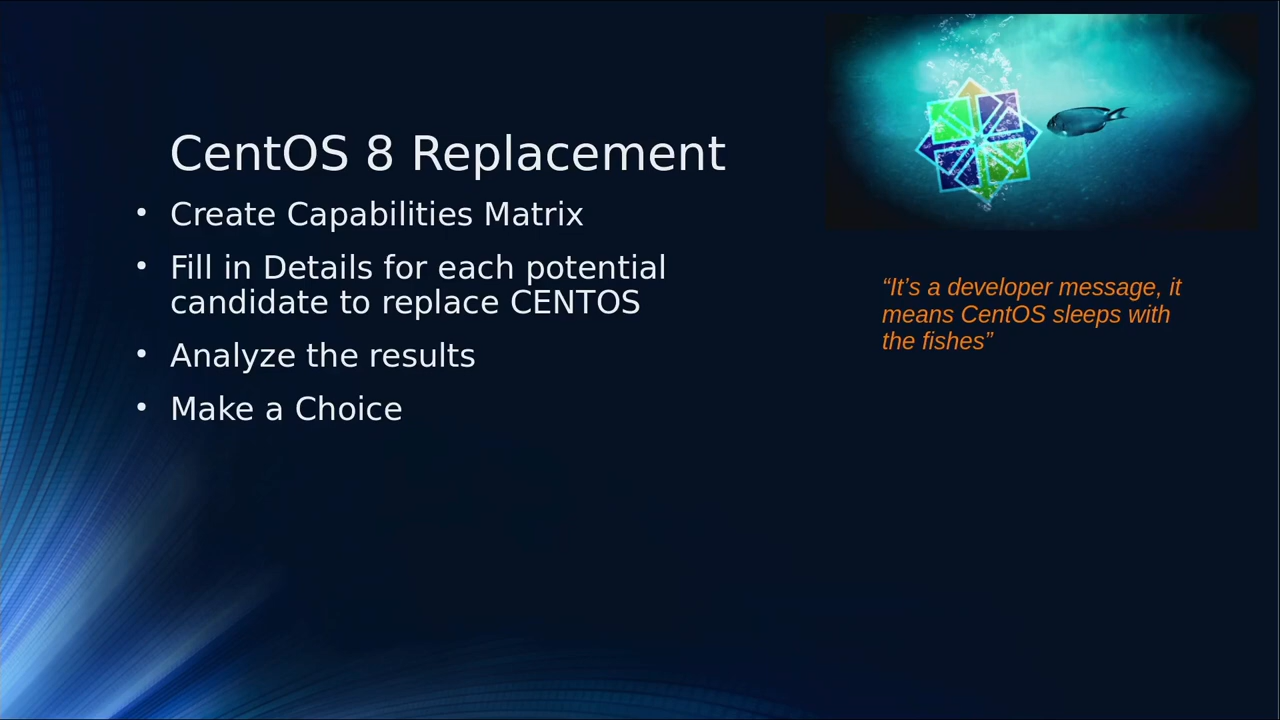 CentOS 8 Replacement
• Create Capabilities Matrix
• Fill in Details for each potential
candidate to replace CENTOS
• Analyze the results
• Make a Choice
“It’s a developer message, it
means CentOS sleeps with
the fishes”